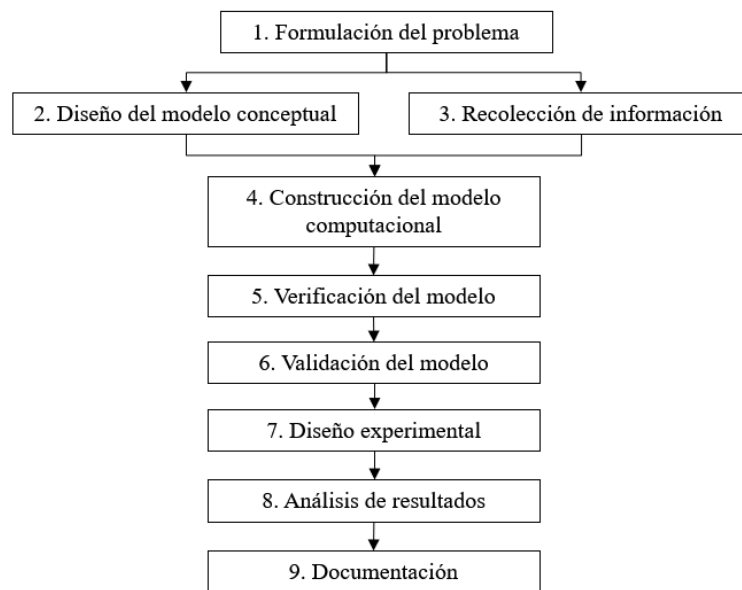 1. Formulación del problema
2. Diseño del modelo conceptual
3. Recolección de información
4. Construcción del modelo
computacional
5. Verificación del modelo
6. Validación del modelo
7. Diseño experimental
8. Análisis de resultados
9. Documentación